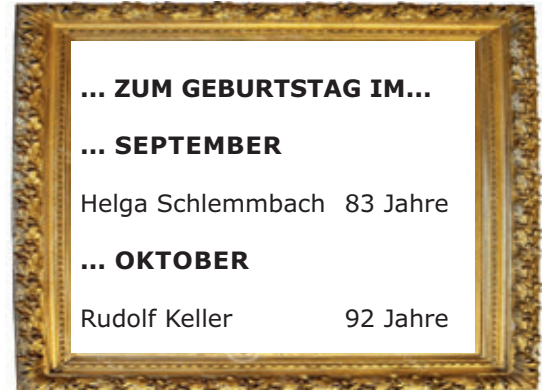 ... ZUM GEBURTSTAG IM...
... SEPTEMBER
Helga Schlemmbach 83 Jahre
... OKTOBER
Rudolf Keller 92 Jahre